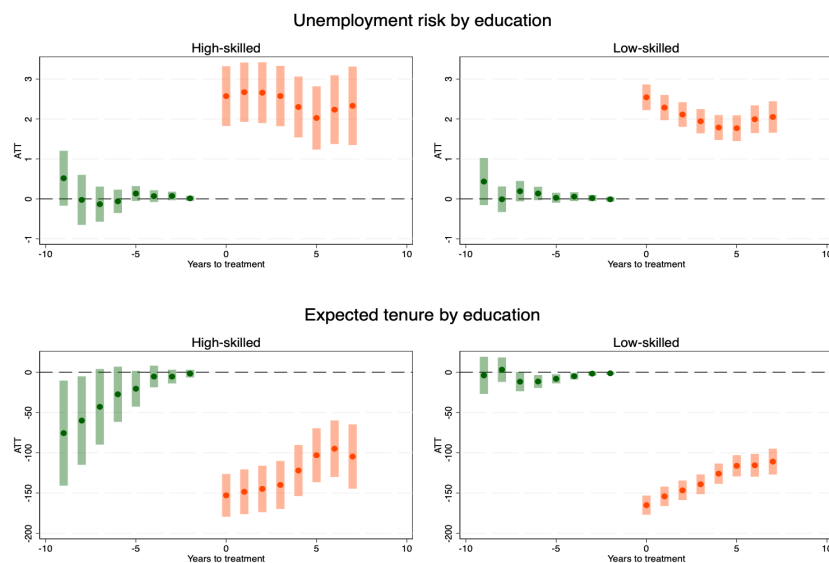 Unemployment risk by education
High-skilled
Low-skilled
ATT
3
2
1
0
-1
-10
-5
0
5
10
Years to treatment
ATT
3
2
1
0
-1
-10
-5
0
5
10
Years to treatment
Expected tenure by education
High-skilled
Low-skilled
ATT
0
-50
-100
-150
-200
-10
-5
0
5
10
Years to treatment
ATT
0
-50
-100
-150
-200
-10
-5
0
5
10
Years to treatment